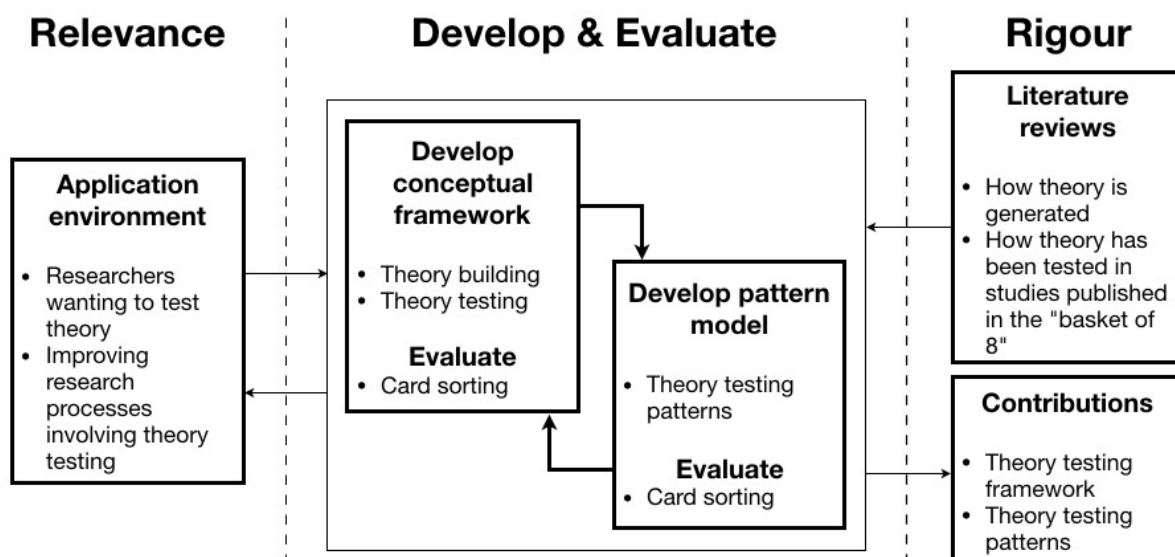 Relevance
Develop & Evaluate
Rigour
Application
environment
• Researchers
wanting to test
theory
• Improving
research
processes
involving theory
testing
Develop
conceptual
framework
• Theory building
• Theory testing
Evaluate
• Card sorting
Develop pattern
model
• Theory testing
patterns
Evaluate
• Card sorting
Literature
reviews
• How theory is
generated
• How theory has
been tested in
studies published
in the "basket of
8"
Contributions
• Theory testing
framework
• Theory testing
patterns